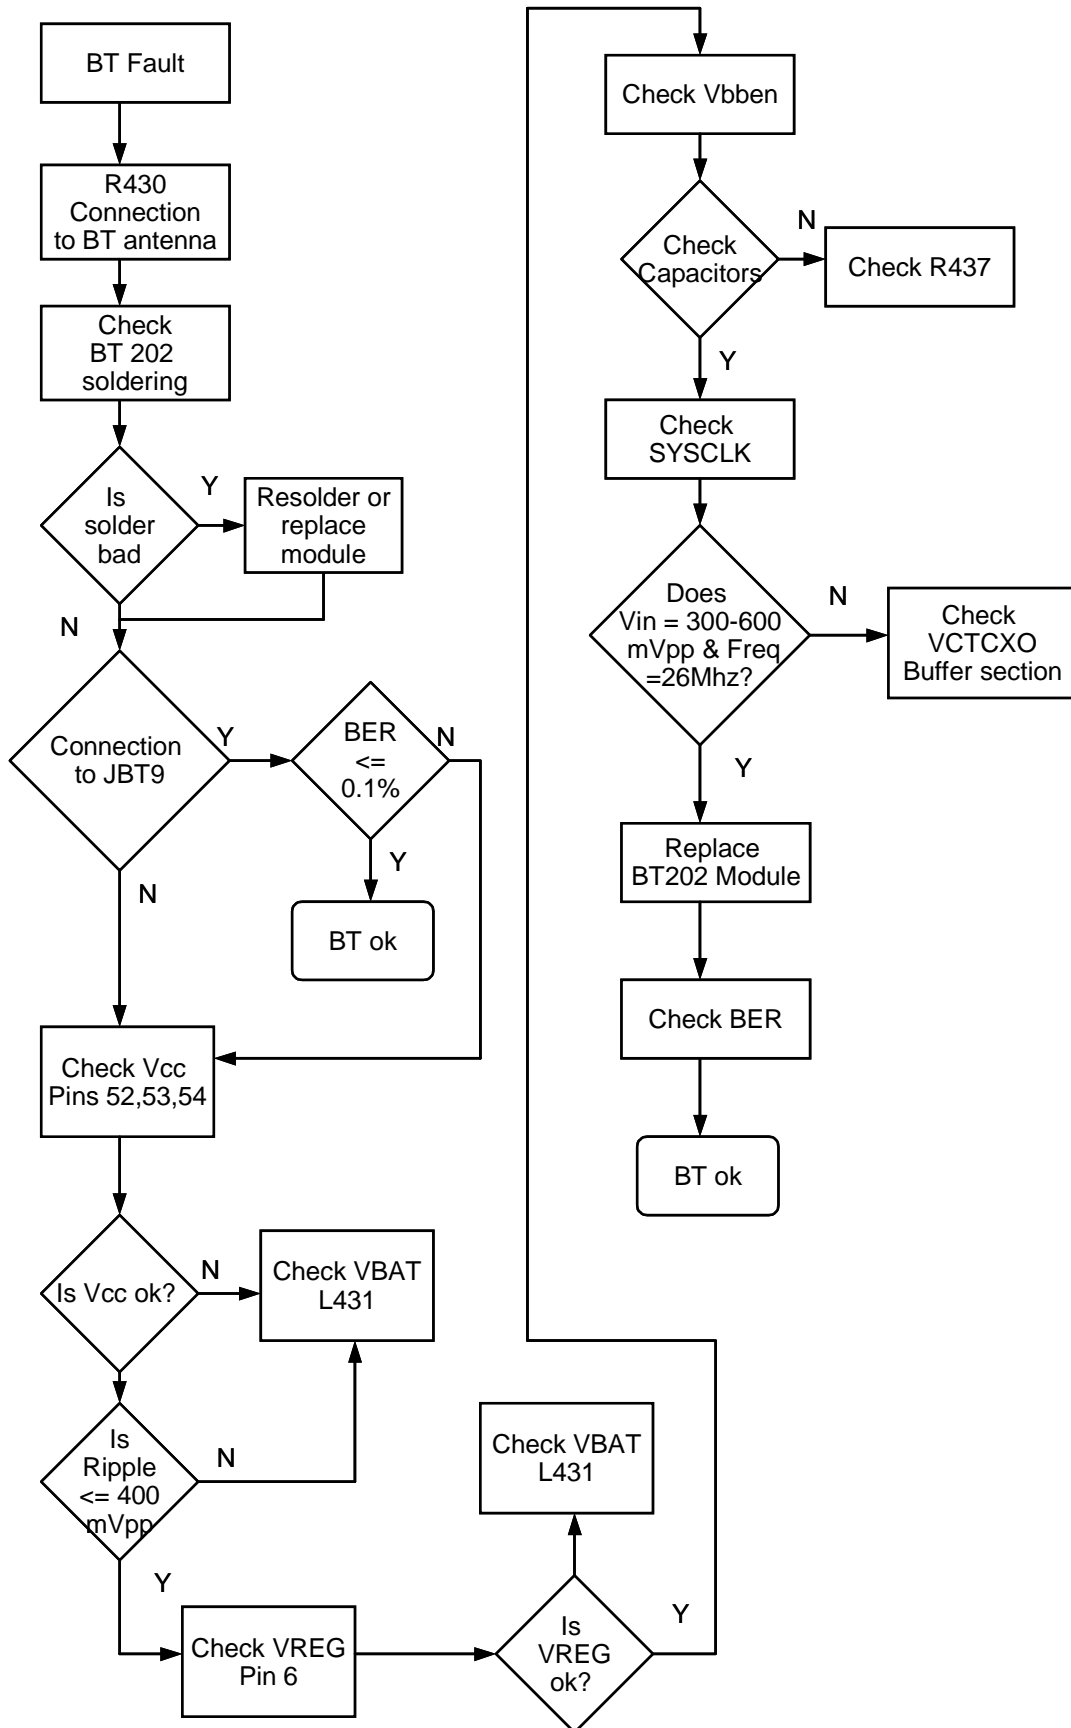 BT Fault
R430
Connection
to BT antenna
Check
BT 202
soldering
Is
solder
bad
Y
Resolder or
replace
module
N
Connection
to JBT9
Y
BER
<=
0.1%
N
Y
BT ok
N
Check Vcc
Pins 52,53,54
Is Vcc ok?
N
Check VBAT
L431
Is
Ripple
<= 400
mVpp
N
Y
Check VREG
Pin 6
Is
VREG
ok?
Check VBAT
L431
Y
Check Vbben
Check
Capacitors
N
Check R437
Y
Check
SYSCLK
Does
Vin = 300-600
mVpp & Freq
=26Mhz?
N
Check
VCTCXO
Buffer section
Y
Replace
BT202 Module
Check BER
BT ok